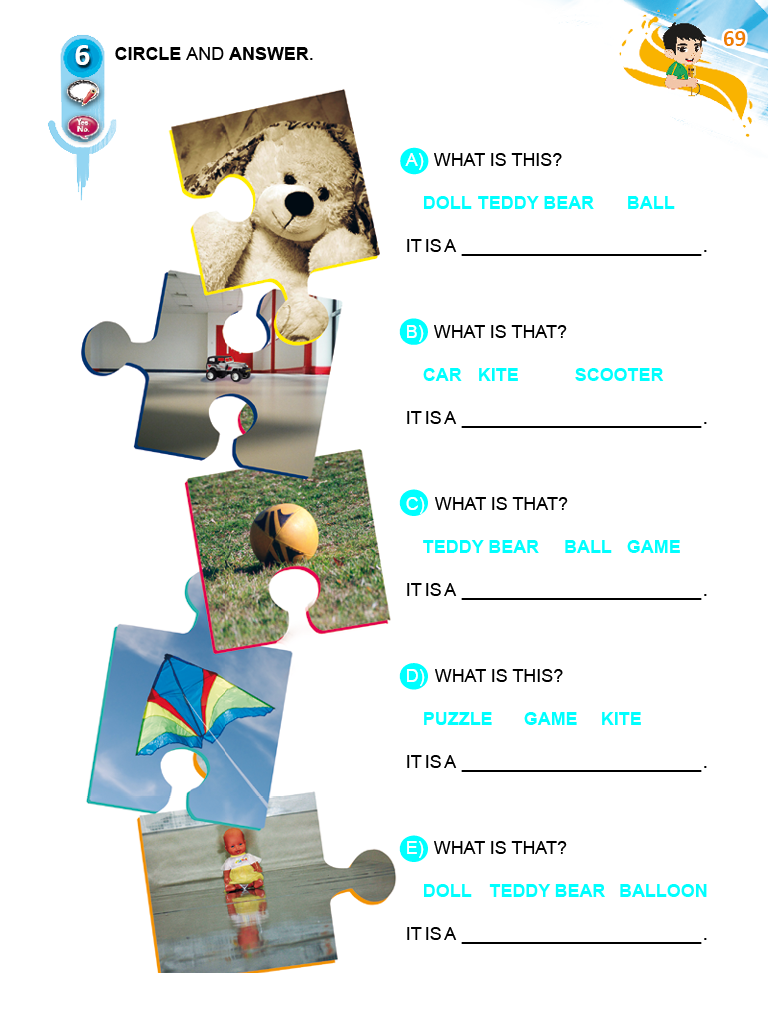 69
6 CIRCLE AND ANSWER.
Yes
No.
A) WHAT IS THIS?
DOLL TEDDY BEAR BALL
IT IS A ______________________.
B) WHAT IS THAT?
CAR KITE SCOOTER
IT IS A ______________________.
C) WHAT IS THAT?
TEDDY BEAR BALL GAME
IT IS A ______________________.
D) WHAT IS THIS?
PUZZLE GAME KITE
IT IS A ______________________.
E) WHAT IS THAT?
DOLL TEDDY BEAR BALLOON
IT IS A ______________________.